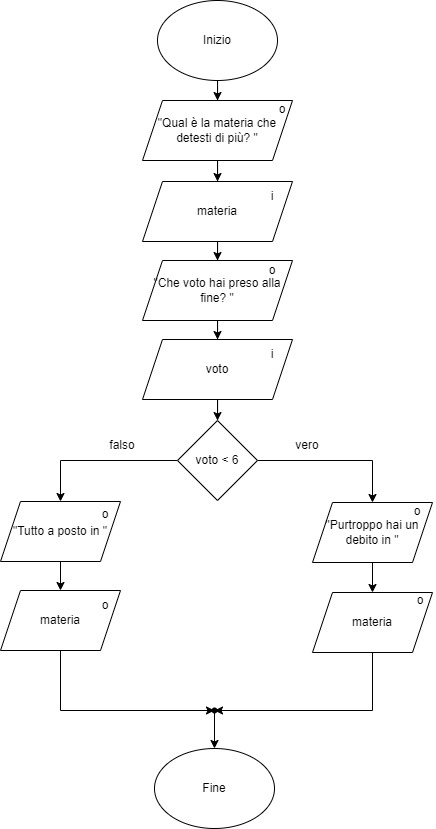 Inizio
o
"Qual è la materia che
detesti di più? "
i
materia
o
"Che voto hai preso alla
fine? "
i
voto
falso
vero
voto < 6
o
"Tutto a posto in "
o
"Purtroppo hai un
debito in "
o
materia
o
materia
Fine